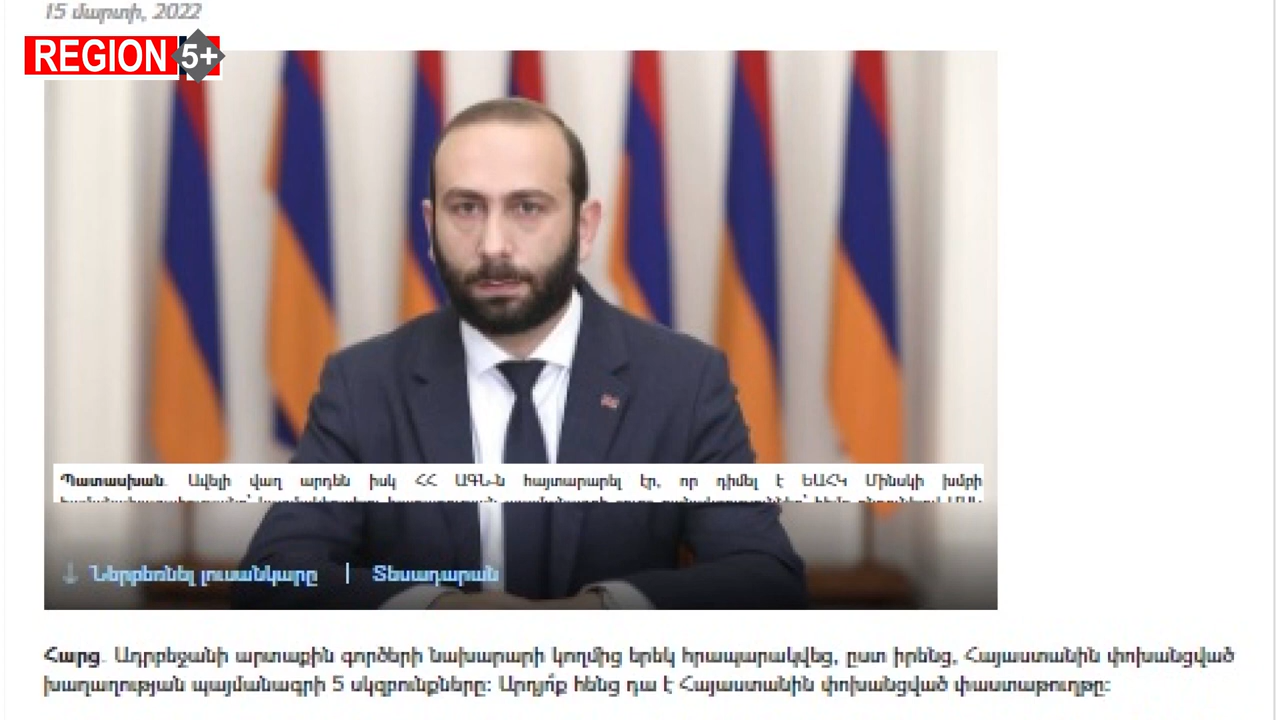 15 մարտի, 2022
REGION 5+
Պատասխան. Ավելի վաղ արդեն իսկ ՀՀ ԱԳՆ-ն հայտարարել էր, որ դիմել է ԵԱՀԿ Մինսկի խմբի
↓ Ներբեռնել լուսանկարը | Տեսադարան
Հարց. Ադրբեջանի արտաքին գործերի նախարարի կողմից երեկ հրապարակվեց, ըստ իրենց, Հայաստանին փոխանցված
խաղաղության պայմանագրի 5 սկզբունքները: Արդյո՞ք հենց դա է Հայաստանին փոխանցված փաստաթուղթը: